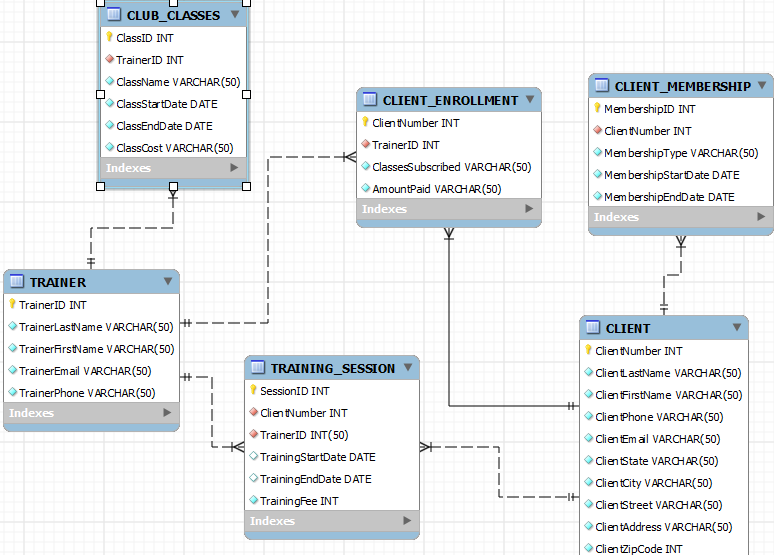 CLUB_CLASSES
ClassID INT
TrainerID INT
ClassName VARCHAR(50)
ClassStartDate DATE
ClassEndDate DATE
ClassCost VARCHAR(50)
Indexes
CLIENT_ENROLLMENT
ClientNumber INT
TrainerID INT
ClassesSubscribed VARCHAR(50)
AmountPaid VARCHAR(50)
Indexes
CLIENT_MEMBERSHIP
MembershipID INT
ClientNumber INT
MembershipType VARCHAR(50)
MembershipStartDate DATE
MembershipEndDate DATE
Indexes
TRAINER
TrainerID INT
TrainerLastName VARCHAR(50)
TrainerFirstName VARCHAR(50)
TrainerEmail VARCHAR(50)
TrainerPhone VARCHAR(50)
Indexes
TRAINING_SESSION
SessionID INT
ClientNumber INT
TrainerID INT(50)
TrainingStartDate DATE
TrainingEndDate DATE
TrainingFee INT
Indexes
CLIENT
ClientNumber INT
ClientLastName VARCHAR(50)
ClientFirstName VARCHAR(50)
ClientPhone VARCHAR(50)
ClientEmail VARCHAR(50)
ClientState VARCHAR(50)
ClientCity VARCHAR(50)
ClientStreet VARCHAR(50)
ClientAddress VARCHAR(50)
ClientZipCode INT